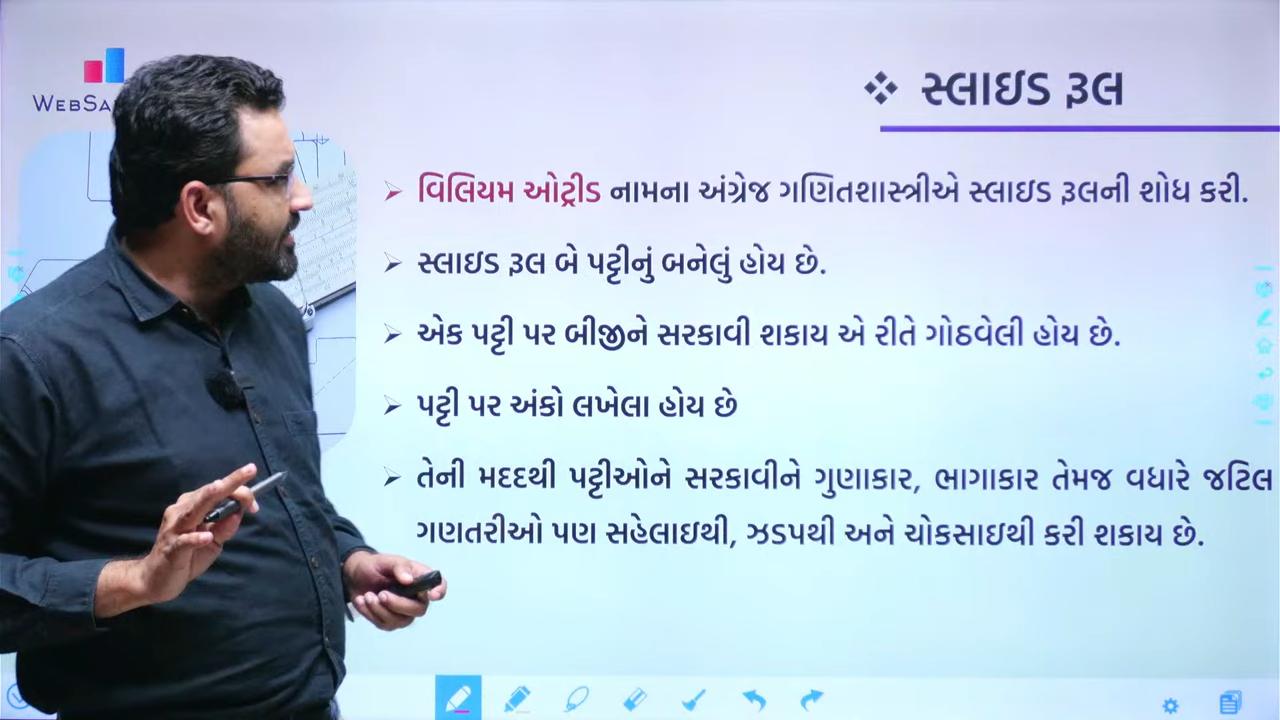 ❖ સ્લાઇડ રૂલ
➢ વિલિયમ ઓટ્રીડ નામના અંગ્રેજ ગણિતશાસ્ત્રીએ સ્લાઇડ રૂલની શોધ કરી.
➢ સ્લાઇડ રૂલ બે પટ્ટીનું બનેલું હોય છે.
➢ એક પટ્ટી પર બીજીને સરકાવી શકાય એ રીતે ગોઠવેલી હોય છે.
➢ પટ્ટી પર અંકો લખેલા હોય છે
➢ તેની મદદથી પટ્ટીઓને સરકાવીને ગુણાકાર, ભાગાકાર તેમજ વધારે જટિલ
ગણતરીઓ પણ સહેલાઇથી, ઝડપથી અને ચોકસાઇથી કરી શકાય છે.